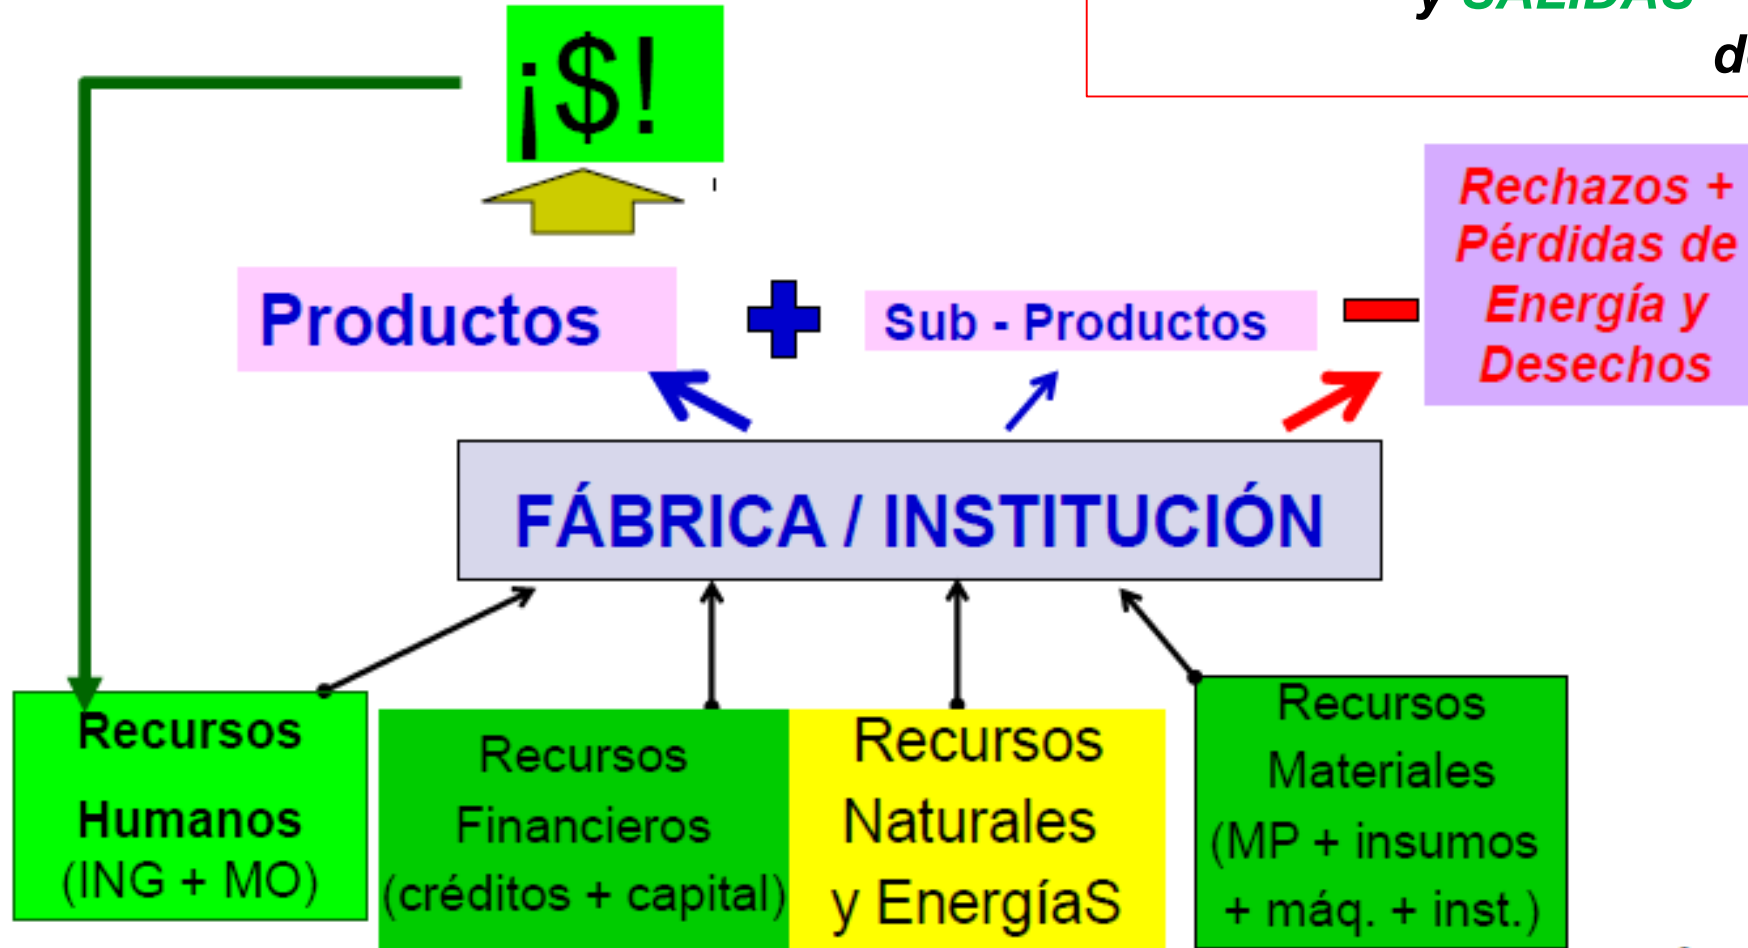 y SALIDAS
¡$!
Rechazos +
Pérdidas de
Energía y
Desechos
Productos
Sub - Productos
FÁBRICA / INSTITUCIÓN
Recursos
Humanos
(ING + MO)
Recursos
Financieros
(créditos + capital)
Recursos
Naturales
y EnergíaS
Recursos
Materiales
(MP + insumos
+ máq. + inst.)